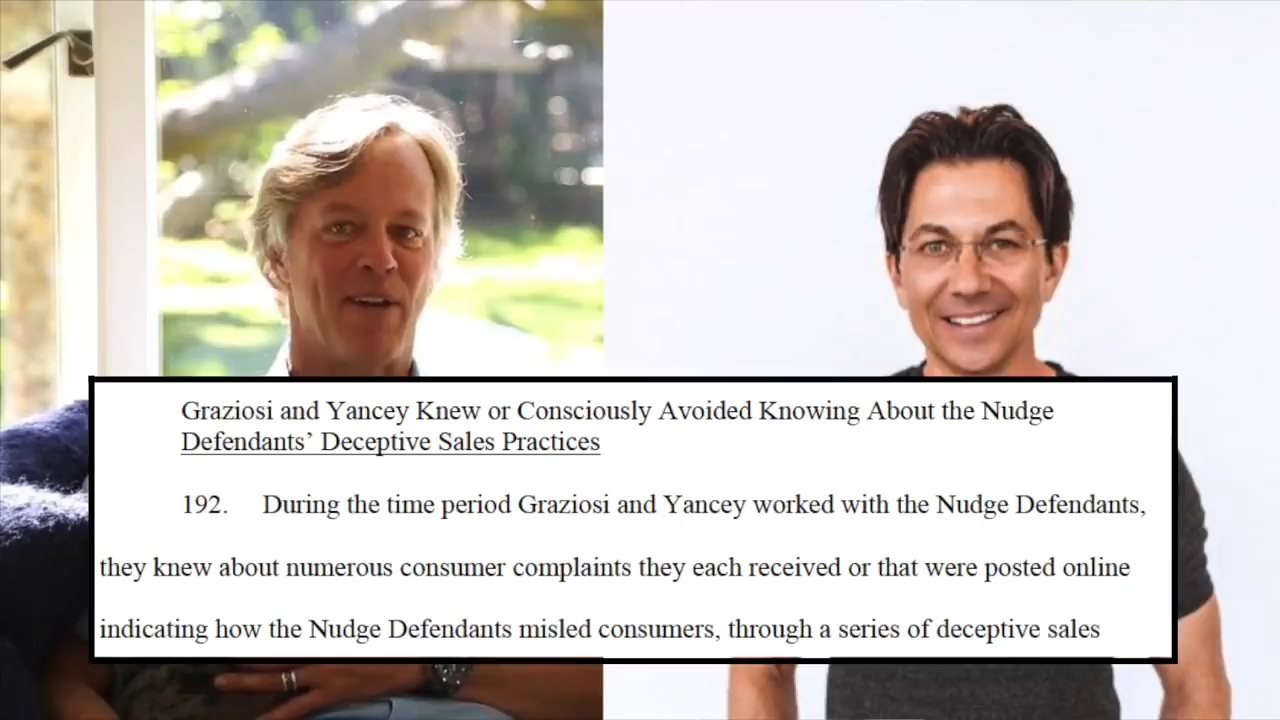 Graziosi and Yancey Knew or Consciously Avoided Knowing About the Nudge
Defendants’ Deceptive Sales Practices
192. During the time period Graziosi and Yancey worked with the Nudge Defendants,
they knew about numerous consumer complaints they each received or that were posted online
indicating how the Nudge Defendants misled consumers, through a series of deceptive sales